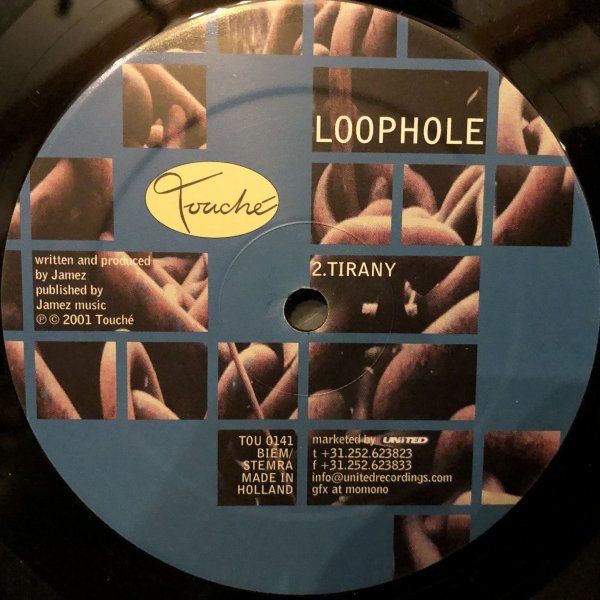 LOOPHOLE
Touché
written and produced
by Jamez
published by
Jamez music
℗ © 2001 Touché
2.TIRANY
TOU 0141
BIEM/
STEMRA
MADE IN
HOLLAND
marketed by UNITED
t +31.252.623823
f +31.252.623833
info@unitedrecordings.com
gfx at momono